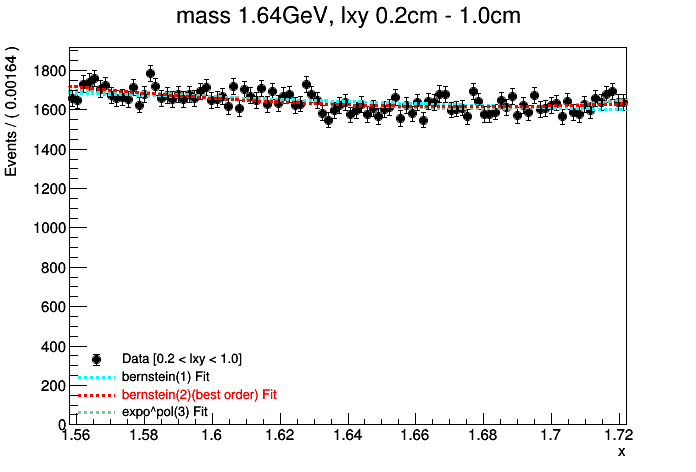 mass 1.64GeV, lxy 0.2cm - 1.0cm
Events / ( 0.00164 )
1800
1600
1400
1200
1000
800
600
400
200
0
Data [0.2 < lxy < 1.0]
bernstein(1) Fit
bernstein(2)(best order) Fit
expo^pol(3) Fit
1.56 1.58 1.6 1.62 1.64 1.66 1.68 1.7 1.72
x